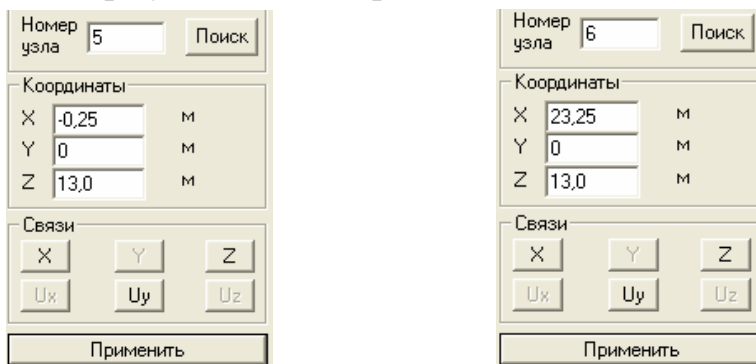 Номер узла 5 Поиск
Координаты
X -0,25 м
Y 0 м
Z 13,0 м
Связи
X Y Z
Ux Uy Uz
Применить
Номер узла 6 Поиск
Координаты
X 23,25 м
Y 0 м
Z 13,0 м
Связи
X Y Z
Ux Uy Uz
Применить